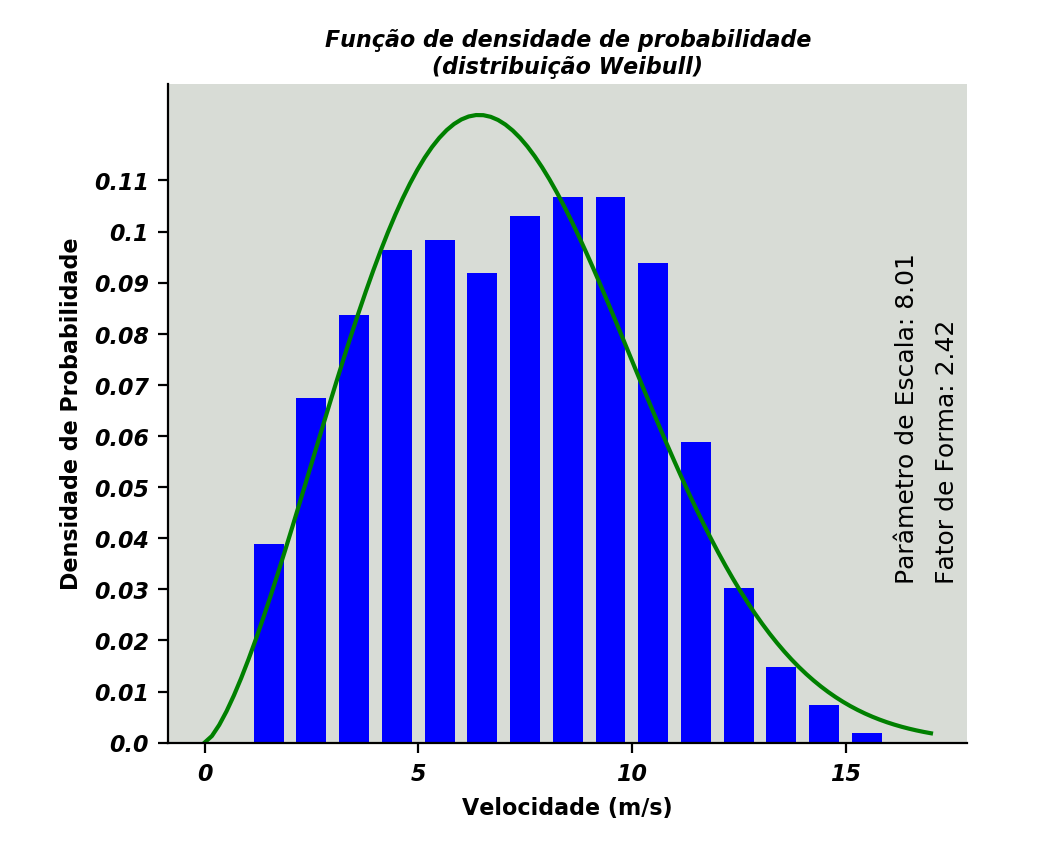 Função de densidade de probabilidade
(distribuição Weibull)
Densidade de Probabilidade
0.11
0.1
0.09
0.08
0.07
0.06
0.05
0.04
0.03
0.02
0.01
0.0
0
5
10
15
Velocidade (m/s)
Parâmetro de Escala: 8.01
Fator de Forma: 2.42